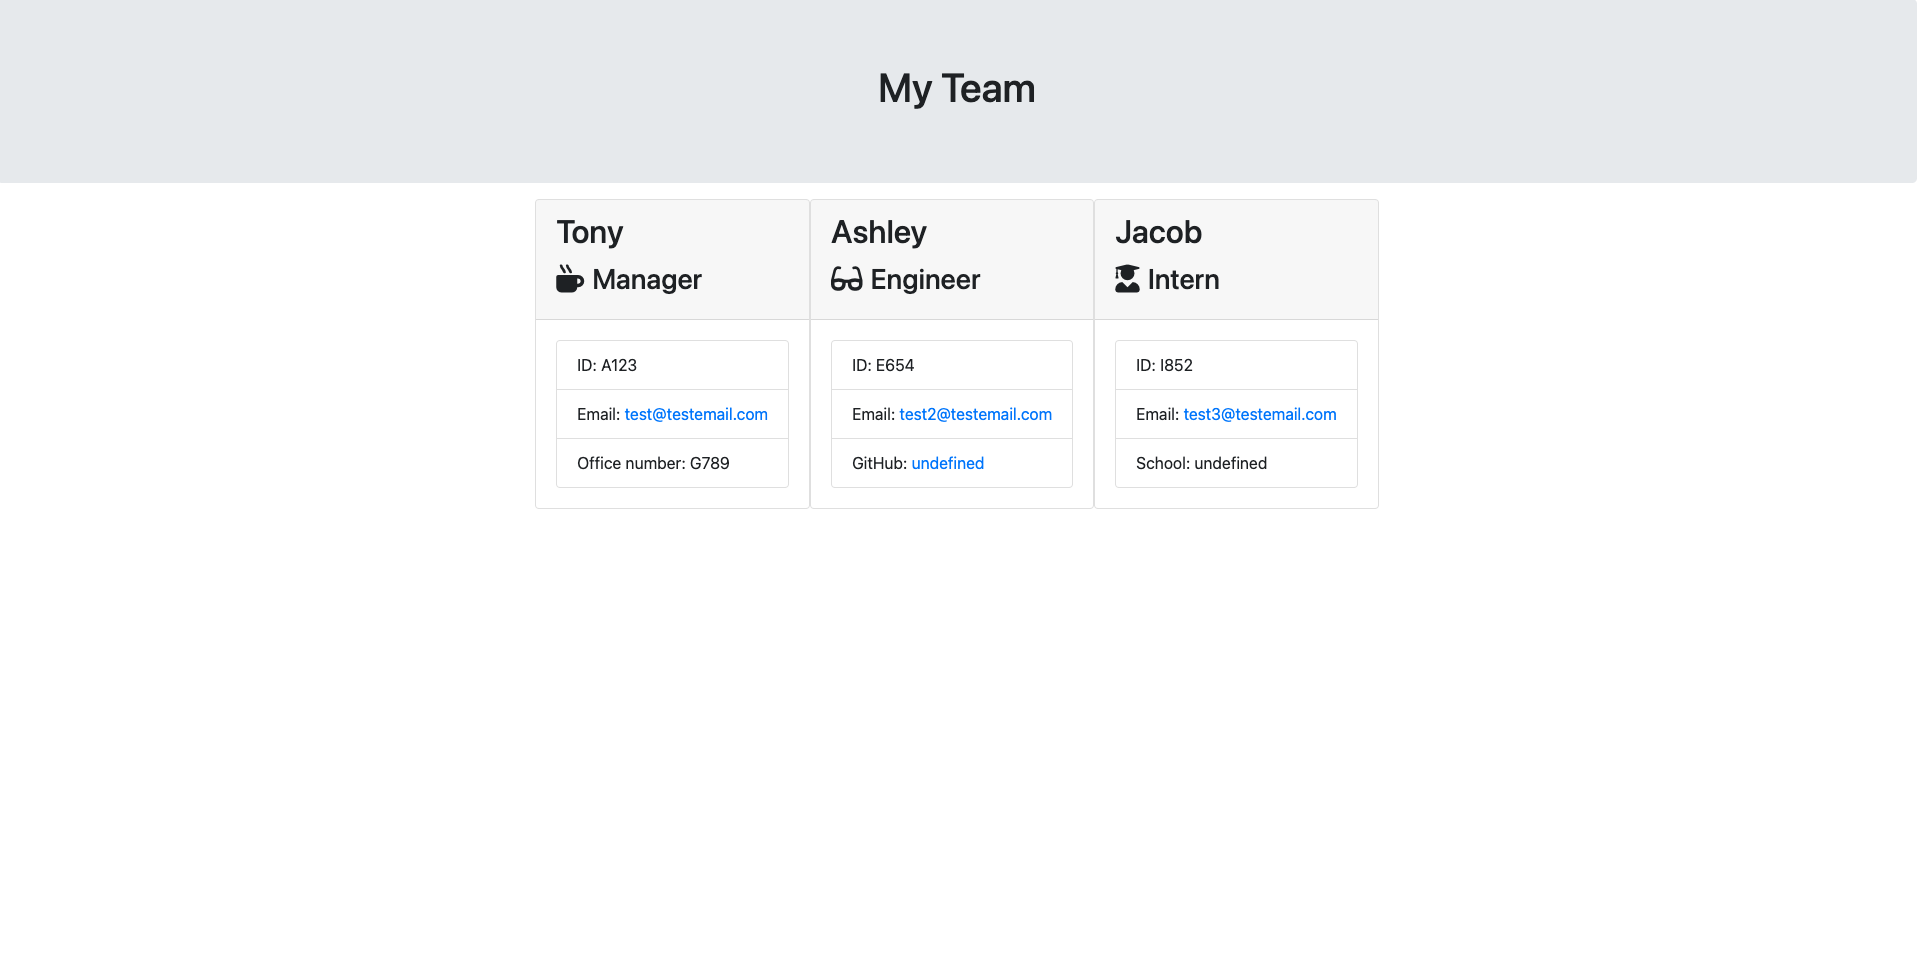 My Team
Tony
Manager
ID: A123
Email: test@testemail.com
Office number: G789
Ashley
Engineer
ID: E654
Email: test2@testemail.com
GitHub: undefined
Jacob
Intern
ID: I852
Email: test3@testemail.com
School: undefined